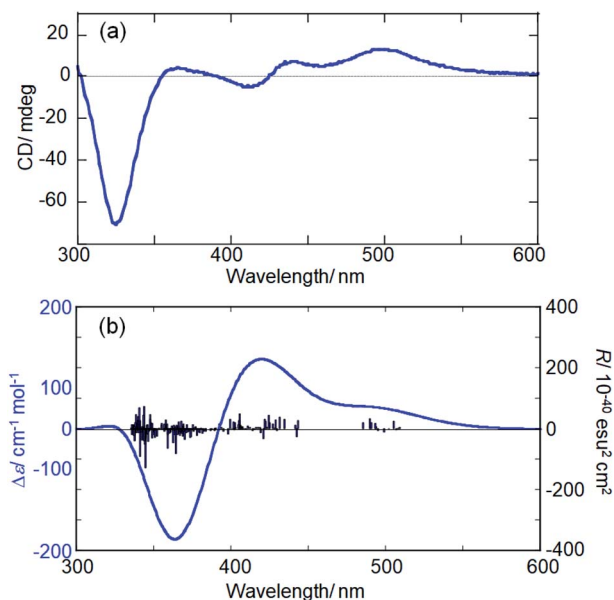 (a)
20
0
-20
-40
-60
CD/ mdeg
300 400 500 600
Wavelength/ nm
(b)
200
100
0
-100
-200
Δε/ cm⁻¹ mol⁻¹
400
200
0
-200
-400
R/ 10⁻⁴⁰ esu² cm²
300 400 500 600
Wavelength/ nm